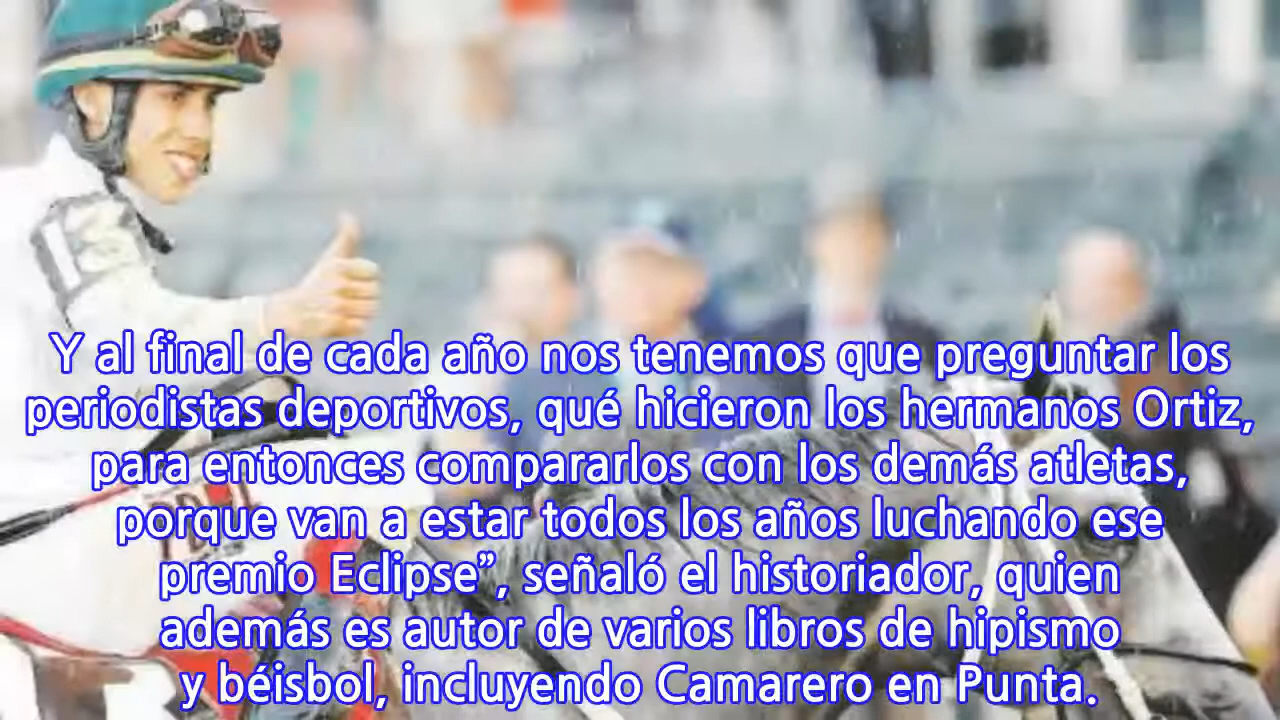 Y al final de cada año nos tenemos que preguntar los
periodistas deportivos, qué hicieron los hermanos Ortiz,
para entonces compararlos con los demás atletas,
porque van a estar todos los años luchando ese
premio Eclipse”, señaló el historiador, quien
además es autor de varios libros de hipismo
y béisbol, incluyendo Camarero en Punta.